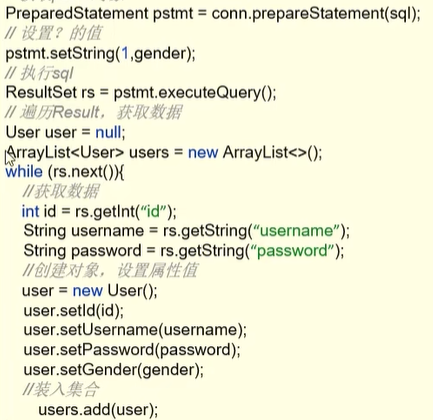 PreparedStatement pstmt = conn.prepareStatement(sql);
// 设置？的值
pstmt.setString(1,gender);
// 执行sql
ResultSet rs = pstmt.executeQuery();
// 遍历Result，获取数据
User user = null;
ArrayList<User> users = new ArrayList<>();
while (rs.next()){
//获取数据
int id = rs.getInt(“id”);
String username = rs.getString(“username”);
String password = rs.getString(“password”);
//创建对象，设置属性值
user = new User();
user.setId(id);
user.setUsername(username);
user.setPassword(password);
user.setGender(gender);
//装入集合
users.add(user);